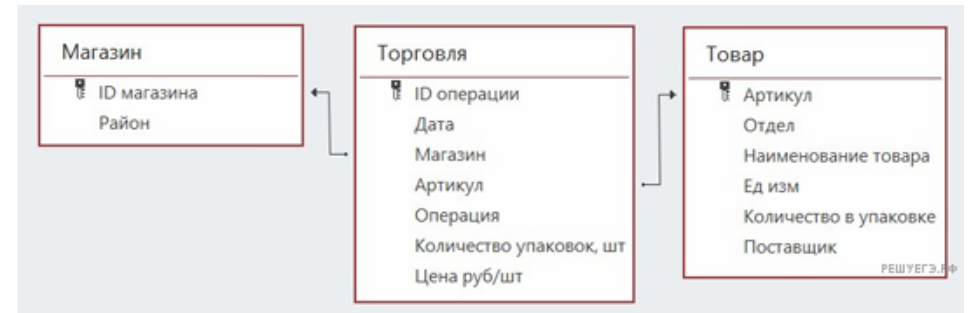 Магазин
ID магазина
Район
Торговля
ID операции
Дата
Магазин
Артикул
Операция
Количество упаковок, шт
Цена руб/шт
Товар
Артикул
Отдел
Наименование товара
Ед изм
Количество в упаковке
Поставщик
РЕШУЕГЭ.РФ